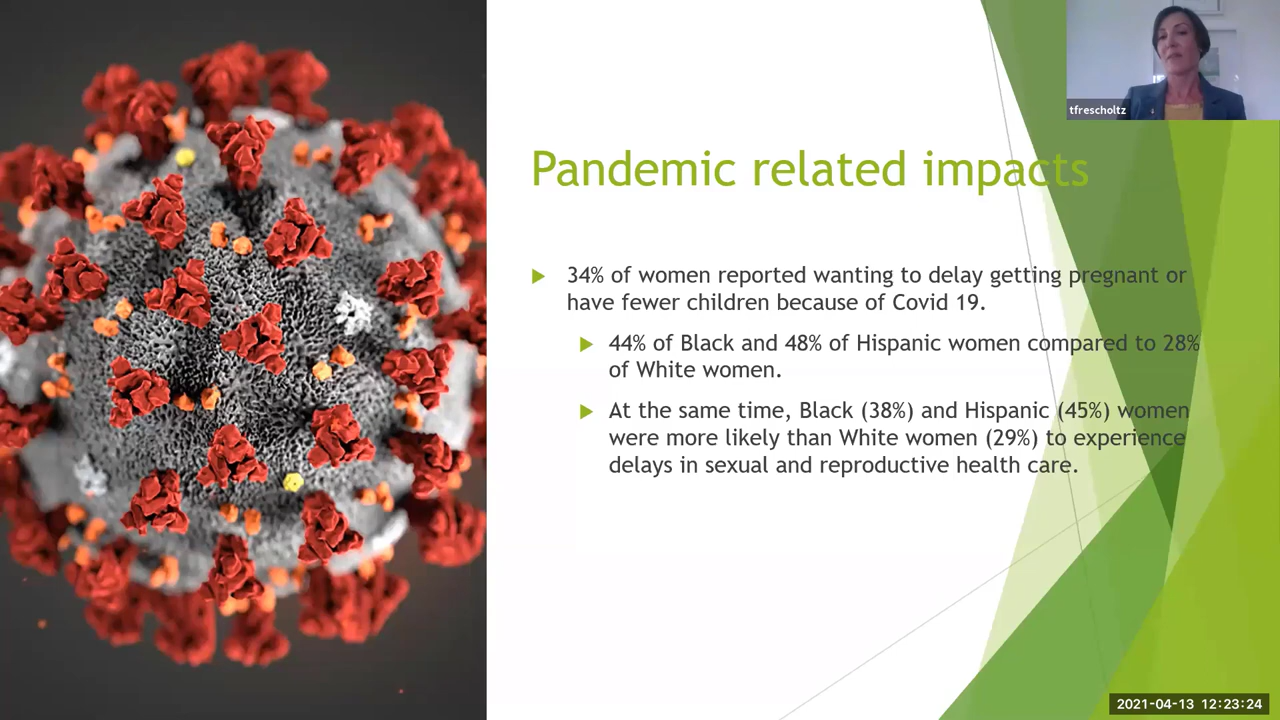 tfrescholtz
Pandemic related impacts
34% of women reported wanting to delay getting pregnant or
have fewer children because of Covid 19.
44% of Black and 48% of Hispanic women compared to 28%
of White women.
At the same time, Black (38%) and Hispanic (45%) women
were more likely than White women (29%) to experience
delays in sexual and reproductive health care.
2021-04-13 12:23:24